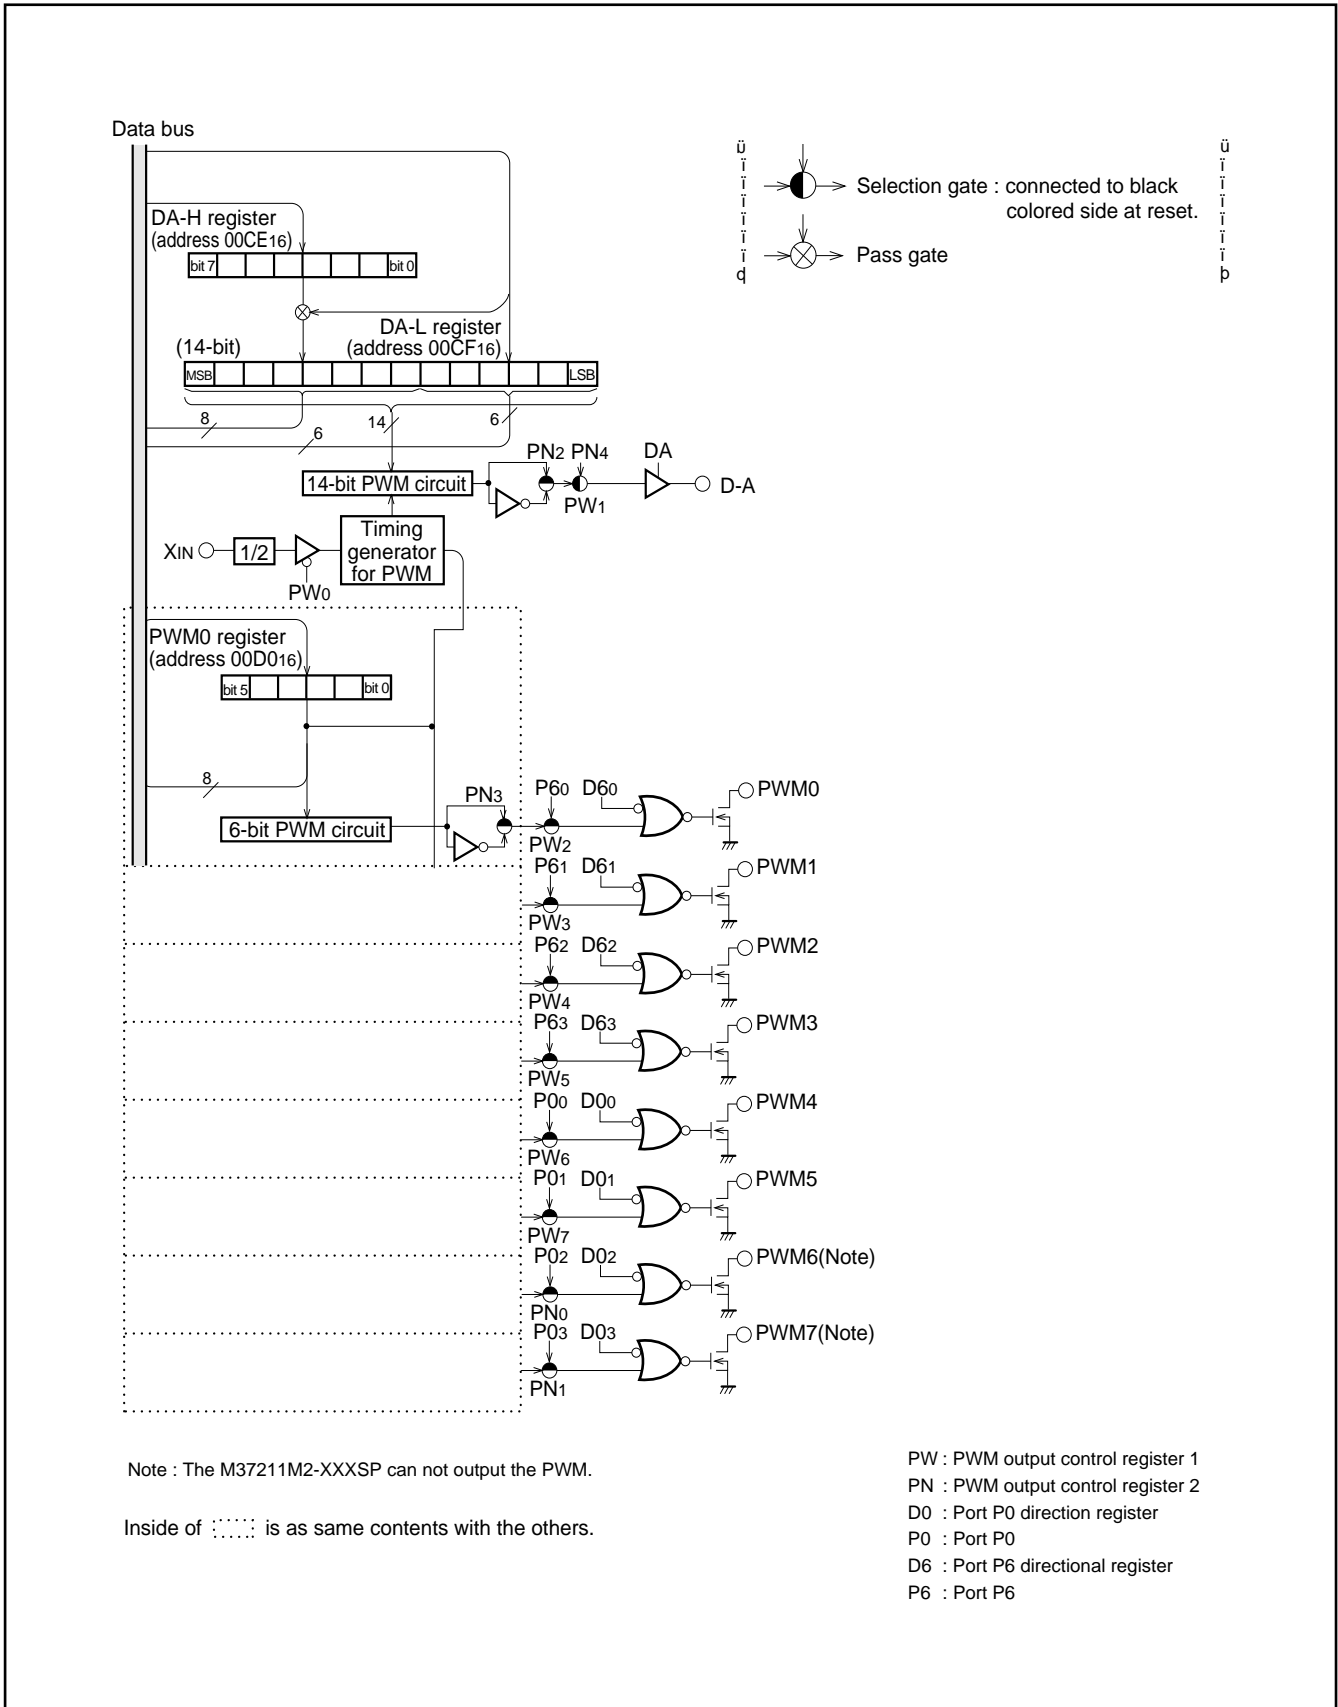 Data bus
DA-H register
(address 00CE16)
bit 7
bit 0
Selection gate : connected to black
colored side at reset.
Pass gate
ü
ï
ï
ï
ï
ï
ï
ï
q
ü
ï
ï
ï
ï
ï
ï
ï
þ
DA-L register
(14-bit)
(address 00CF16)
MSB
LSB
8
6
14
6
PN2
PN4
DA
14-bit PWM circuit
PW1
D-A
XIN
1/2
PW0
Timing
generator
for PWM
PWM0 register
(address 00D016)
bit 5
bit 0
8
PN3
6-bit PWM circuit
P60
D60
PWM0
PW2
P61
D61
PWM1
PW3
P62
D62
PWM2
PW4
P63
D63
PWM3
PW5
P00
D00
PWM4
PW6
P01
D01
PWM5
PW7
P02
D02
PWM6(Note)
PN0
P03
D03
PWM7(Note)
PN1
Note : The M37211M2-XXXSP can not output the PWM.
Inside of is as same contents with the others.
PW : PWM output control register 1
PN : PWM output control register 2
D0 : Port P0 direction register
P0 : Port P0
D6 : Port P6 directional register
P6 : Port P6